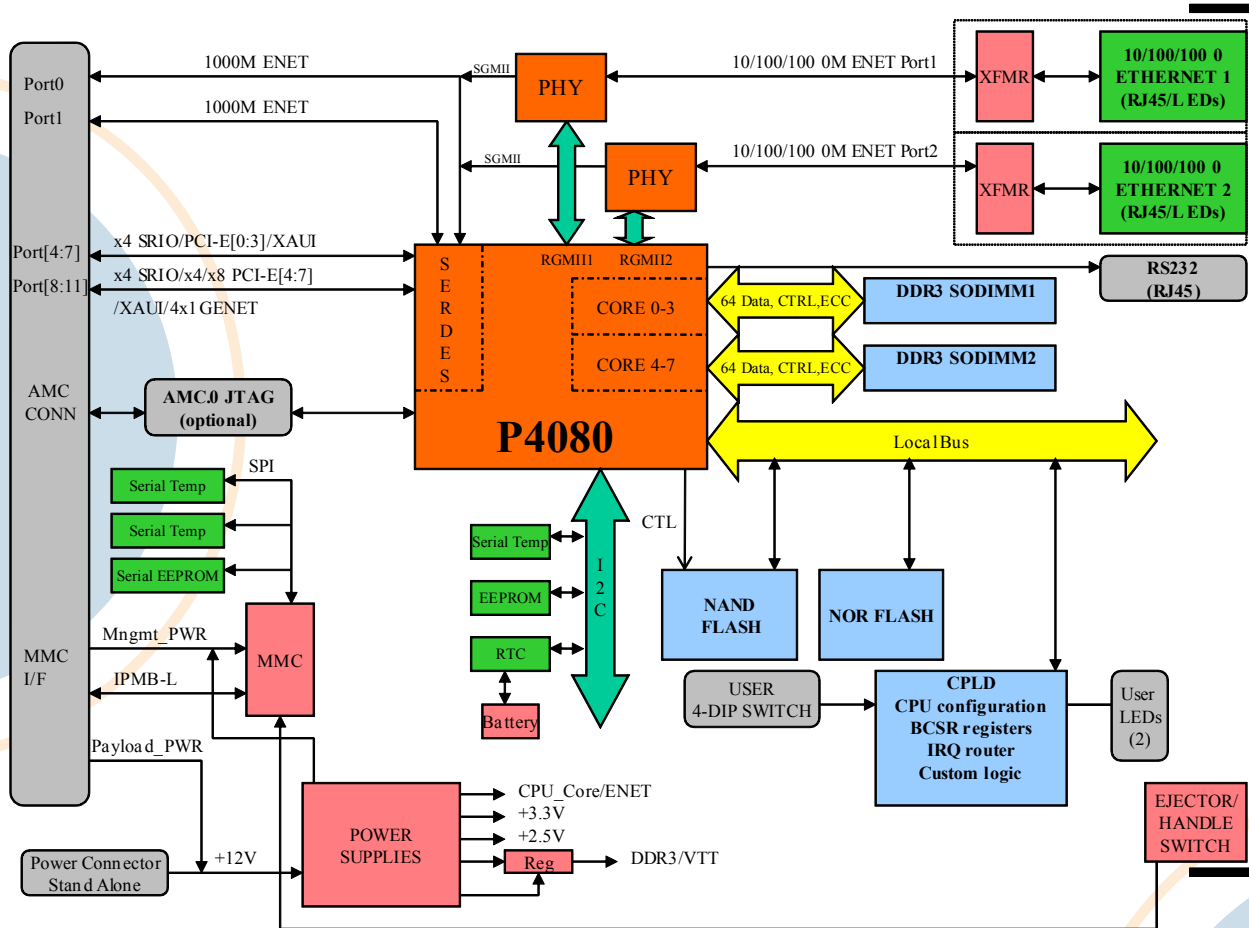 Port0
1000M ENET
SGMII
PHY
10/100/100 0M ENET Port1
XFMR
10/100/100 0
ETHERNET 1
(RJ45/LEDs)
Port1
1000M ENET
SGMII
PHY
10/100/100 0M ENET Port2
XFMR
10/100/100 0
ETHERNET 2
(RJ45/LEDs)
Port[4:7]
x4 SRIO/PCI-E[0:3]/XAUI
Port[8:11]
x4 SRIO/x4/x8 PCI-E[4:7]
/XAUI/4x1 GENET
SERDES
RGMII1
RGMII2
CORE 0-3
CORE 4-7
P4080
RS232
(RJ45)
64 Data, CTRL,ECC
DDR3 SODIMM1
64 Data, CTRL,ECC
DDR3 SODIMM2
LocalBus
AMC
CONN
AMC.0 JTAG
(optional)
SPI
Serial Temp
Serial Temp
Serial EEPROM
MMC
Mngmt_PWR
MMC
I/F
IPMB-L
Payload_PWR
Serial Temp
EEPROM
RTC
Battery
I2C
CTL
NAND
FLASH
NOR FLASH
USER
4-DIP SWITCH
CPLD
CPU configuration
BCSR registers
IRQ router
Custom logic
User
LEDs
(2)
EJECTOR/
HANDLE
SWITCH
Power Connector
Stand Alone
+12V
POWER
SUPPLIES
CPU_Core/ENET
+3.3V
+2.5V
Reg
DDR3/VTT